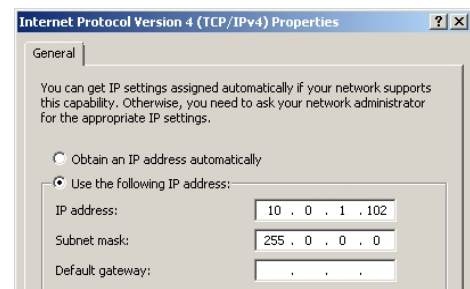 Internet Protocol Version 4 (TCP/IPv4) Properties
General
You can get IP settings assigned automatically if your network supports
this capability. Otherwise, you need to ask your network administrator
for the appropriate IP settings.
Obtain an IP address automatically
Use the following IP address:
IP address: 10 . 0 . 1 .102
Subnet mask: 255 . 0 . 0 . 0
Default gateway: . . .